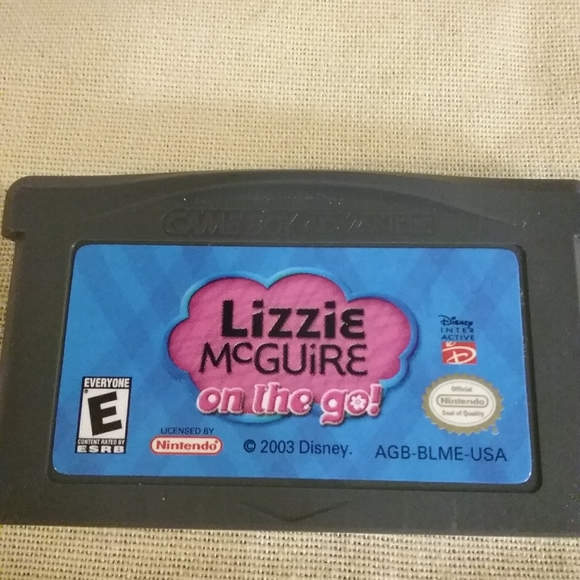 GAME BOY ADVANCE
Lizzie
McGUiRE
on the go!
Disney
INTER
ACTIVE
D
EVERYONE
E
CONTENT RATED BY
ESRB
LICENSED BY
Nintendo®
© 2003 Disney.
Official
Nintendo
Seal of Quality
AGB-BLME-USA